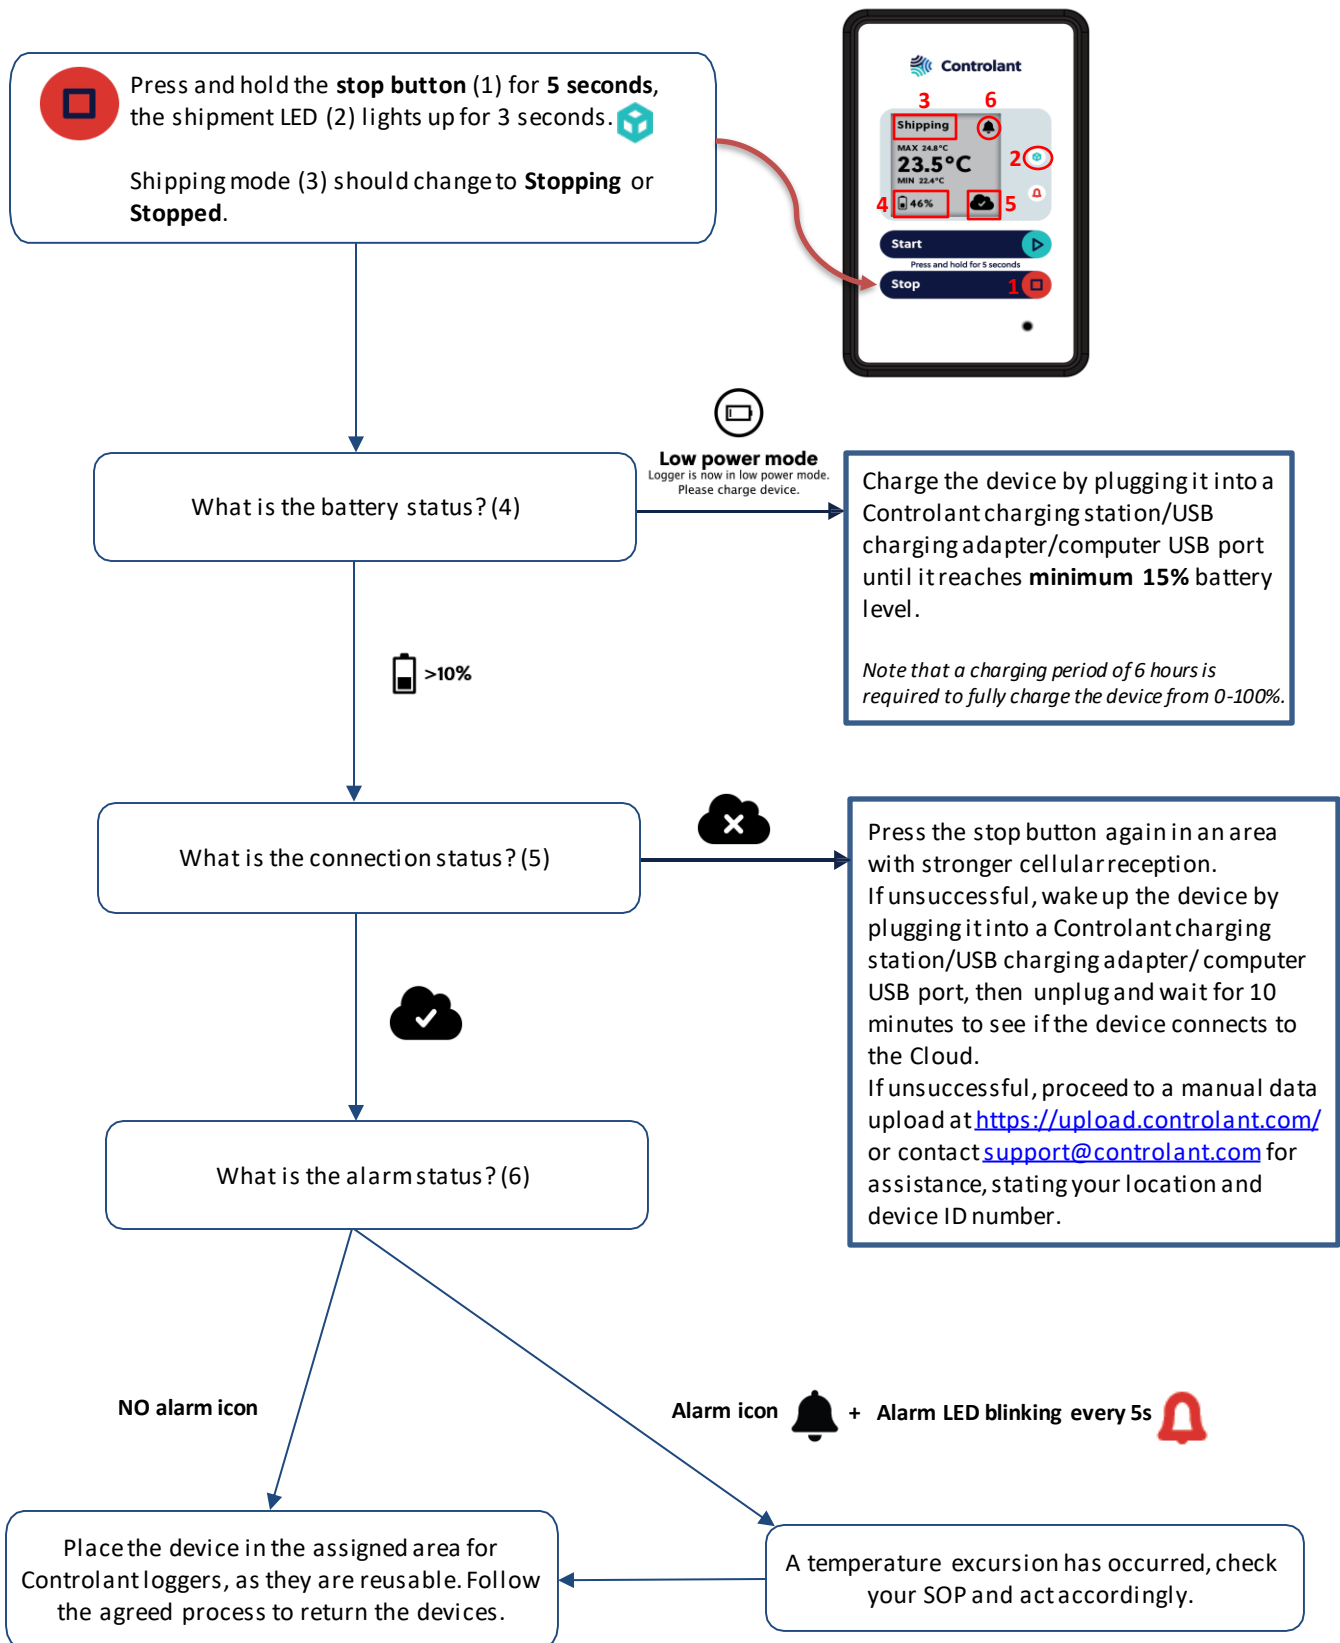 Press and hold the stop button (1) for 5 seconds,
the shipment LED (2) lights up for 3 seconds.
Shipping mode (3) should change to Stopping or
Stopped.
Controlant
3
6
Shipping
MAX 24.8°C
23.5°C
MIN 22.4°C
2
4
46%
5
Start
Press and hold for 5 seconds
Stop
1
What is the battery status? (4)
Low power mode
Logger is now in low power mode.
Please charge device.
Charge the device by plugging it into a
Controlant charging station/USB
charging adapter/computer USB port
until it reaches minimum 15% battery
level.
Note that a charging period of 6 hours is
required to fully charge the device from 0-100%.
>10%
What is the connection status? (5)
Press the stop button again in an area
with stronger cellular reception.
If unsuccessful, wake up the device by
plugging it into a Controlant charging
station/USB charging adapter/ computer
USB port, then unplug and wait for 10
minutes to see if the device connects to
the Cloud.
If unsuccessful, proceed to a manual data
upload at https://upload.controlant.com/
or contact support@controlant.com for
assistance, stating your location and
device ID number.
What is the alarm status? (6)
NO alarm icon
Alarm icon + Alarm LED blinking every 5s
Place the device in the assigned area for
Controlant loggers, as they are reusable. Follow
the agreed process to return the devices.
A temperature excursion has occurred, check
your SOP and act accordingly.